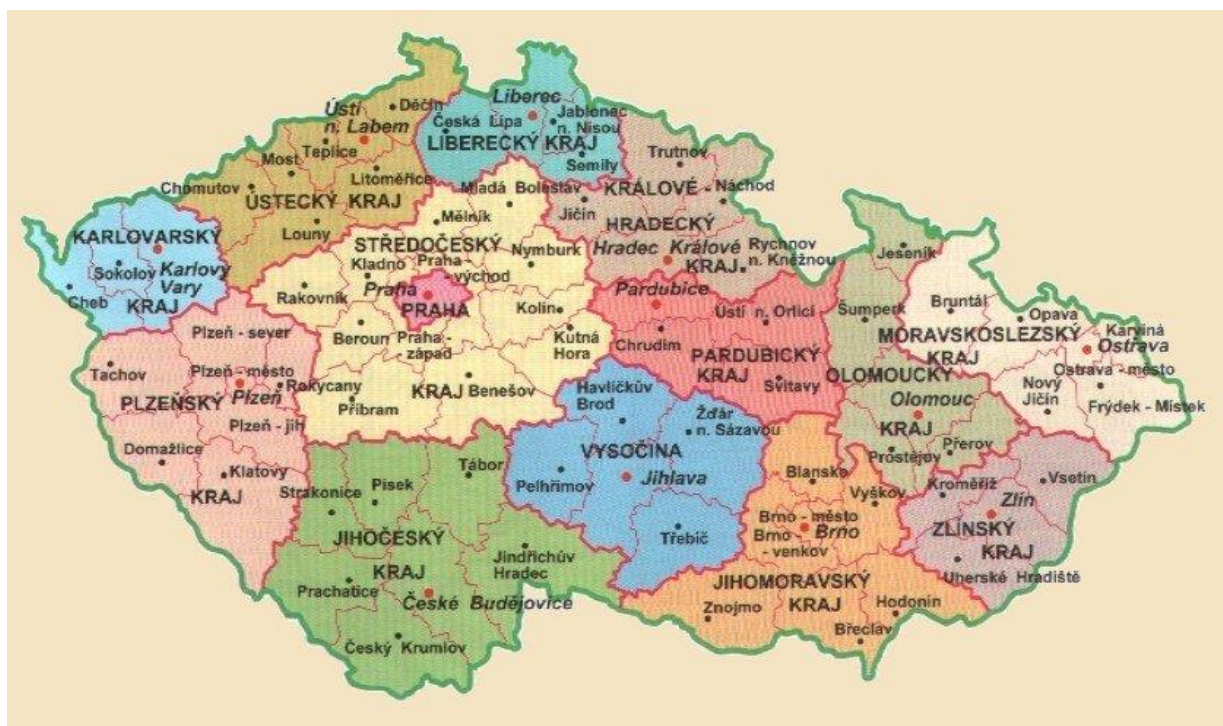 Ústí
n. Labem
Děčín
Teplice
Most
Litoměřice
Chomutov
ÚSTECKÝ KRAJ
Louny
Liberec
Česká Lípa
Jablonec
n. Nisou
LIBERECKÝ KRAJ
Semily
Trutnov
KRÁLOVÉ -
Náchod
Jičín
HRADECKÝ
Hradec Králové
Rychnov
n. Kněžnou
KRAJ
KARLOVARSKÝ
Sokolov
Karlovy
Vary
Cheb
KRAJ
Mladá Boleslav
Mělník
STŘEDOČESKÝ
Nymburk
Kladno
Praha -
- východ
Rakovník
Praha
PRAHA
Kolín
Beroun
Praha -
- západ
Kutná
Hora
KRAJ
Benešov
Příbram
Plzeň - sever
Tachov
Plzeň - město
Rokycany
PLZEŇSKÝ
Plzeň
Plzeň - jih
Domažlice
Klatovy
KRAJ
Pardubice
Ústí n. Orlicí
Chrudim
PARDUBICKÝ
KRAJ
Svitavy
Jeseník
Šumperk
OLOMOUCKÝ
Olomouc
KRAJ
Přerov
Prostějov
Bruntál
Opava
Karviná
MORAVSKOSLEZSKÝ
Ostrava
KRAJ
Ostrava - město
Nový
Jičín
Frýdek - Místek
Havlíčkův
Brod
Žďár
n. Sázavou
VYSOČINA
Pelhřimov
Jihlava
Třebíč
Tábor
Písek
Strakonice
JIHOČESKÝ
Jindřichův
Hradec
KRAJ
Prachatice
České Budějovice
Český Krumlov
Blansko
Vyškov
Brno - město
Brno
Brno -
- venkov
JIHOMORAVSKÝ
Znojmo
KRAJ
Hodonín
Břeclav
Kroměříž
Vsetín
Zlín
ZLÍNSKÝ
KRAJ
Uherské Hradiště